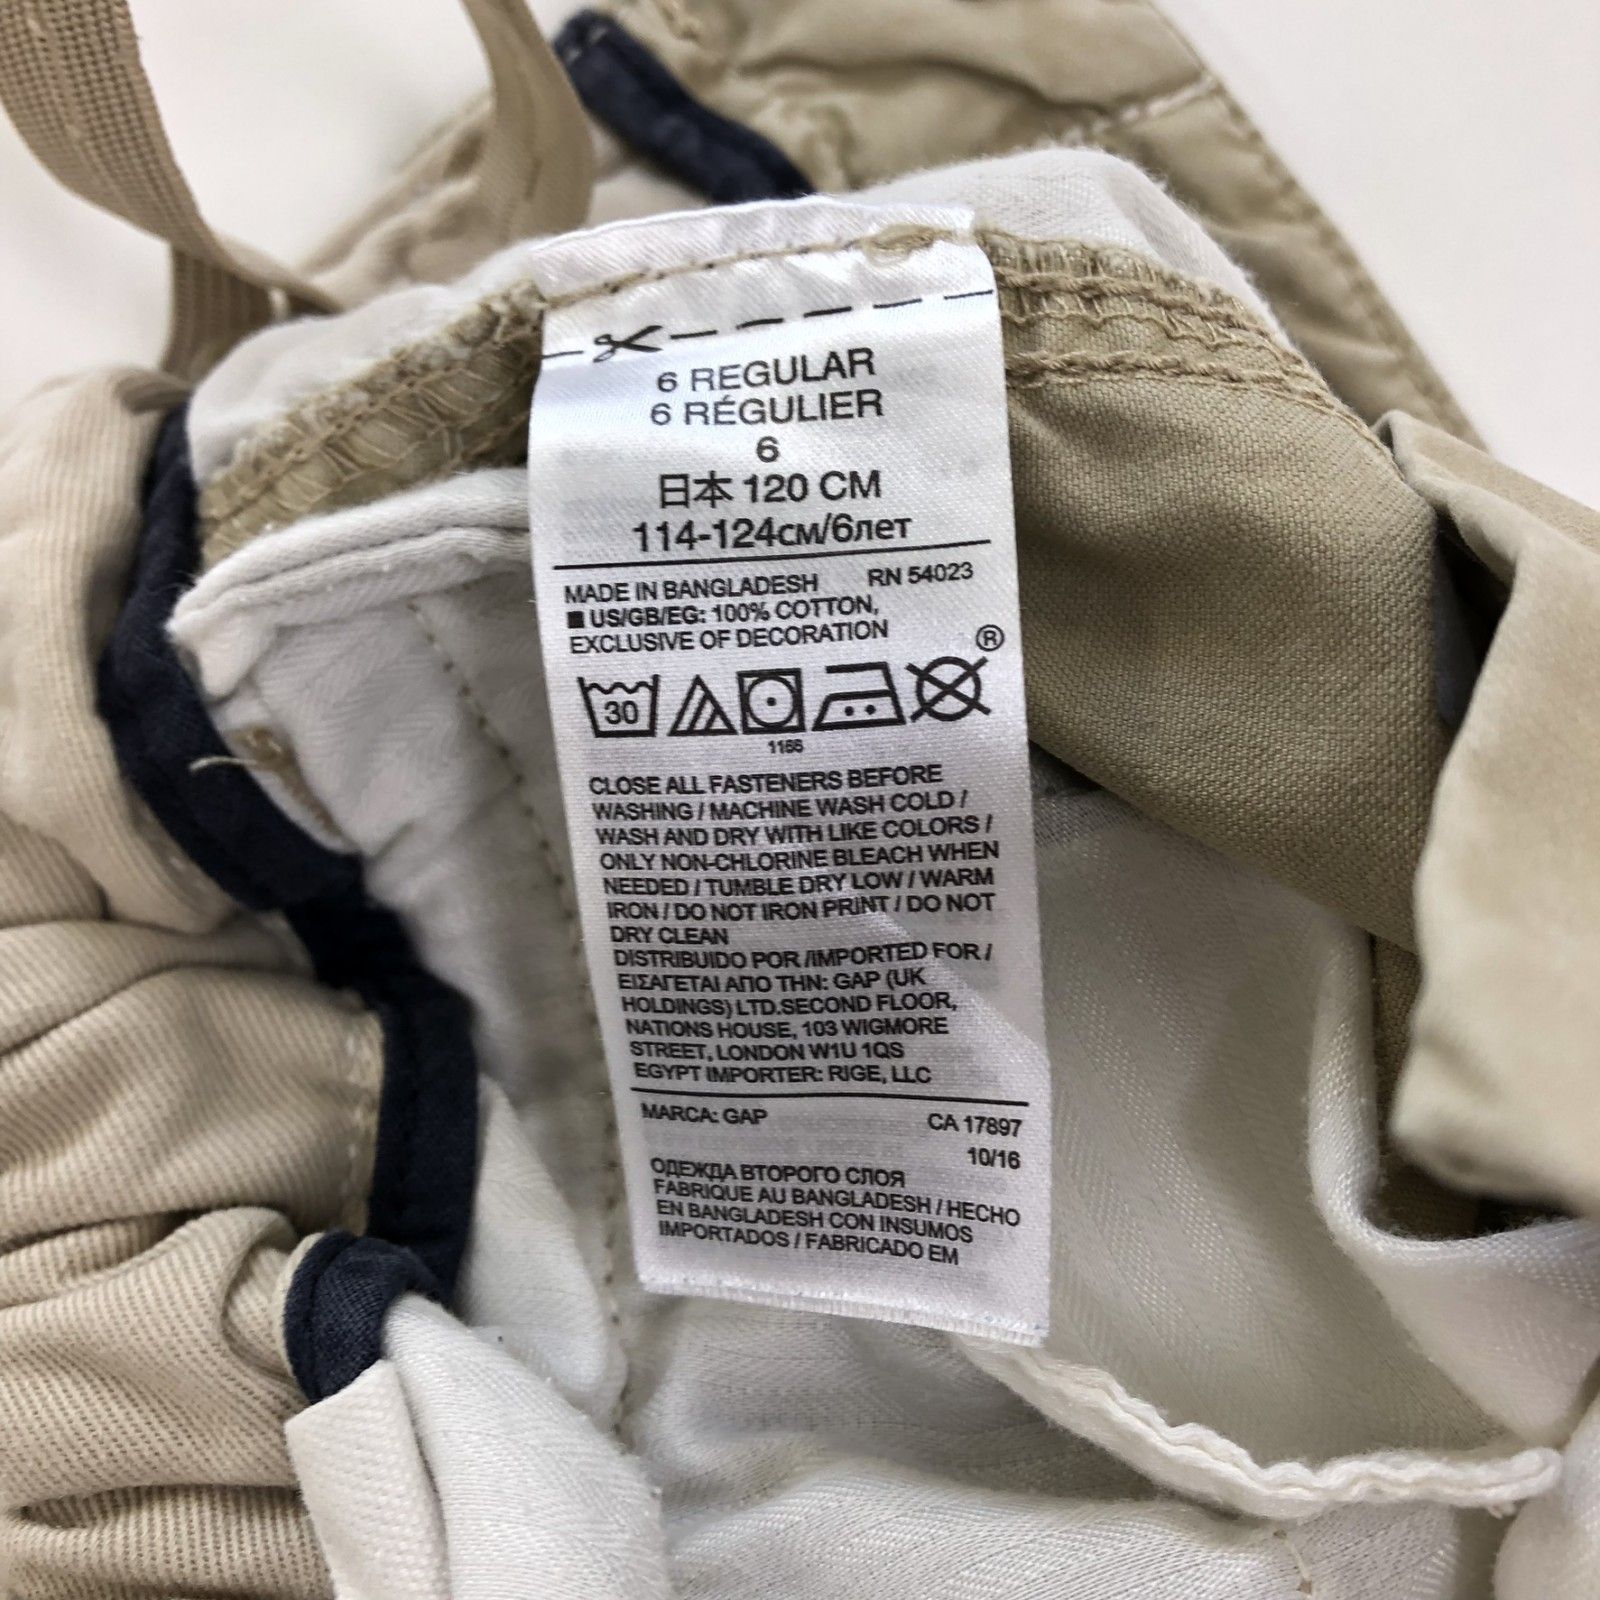 6 REGULAR
6 RÉGULIER
6
日本 120 CM
114-124см/6лет
MADE IN BANGLADESH RN 54023
■ US/GB/EG: 100% COTTON,
EXCLUSIVE OF DECORATION
®
30
1166
CLOSE ALL FASTENERS BEFORE
WASHING / MACHINE WASH COLD /
WASH AND DRY WITH LIKE COLORS /
ONLY NON-CHLORINE BLEACH WHEN
NEEDED / TUMBLE DRY LOW / WARM
IRON / DO NOT IRON PRINT / DO NOT
DRY CLEAN
DISTRIBUIDO POR /IMPORTED FOR /
ΕΙΣΑΓΕΤΑΙ ΑΠΟ ΤΗΝ: GAP (UK
HOLDINGS) LTD.SECOND FLOOR,
NATIONS HOUSE, 103 WIGMORE
STREET, LONDON W1U 1QS
EGYPT IMPORTER: RIGE, LLC
MARCA: GAP CA 17897
10/16
ОДЕЖДА ВТОРОГО СЛОЯ
FABRIQUE AU BANGLADESH / HECHO
EN BANGLADESH CON INSUMOS
IMPORTADOS / FABRICADO EM